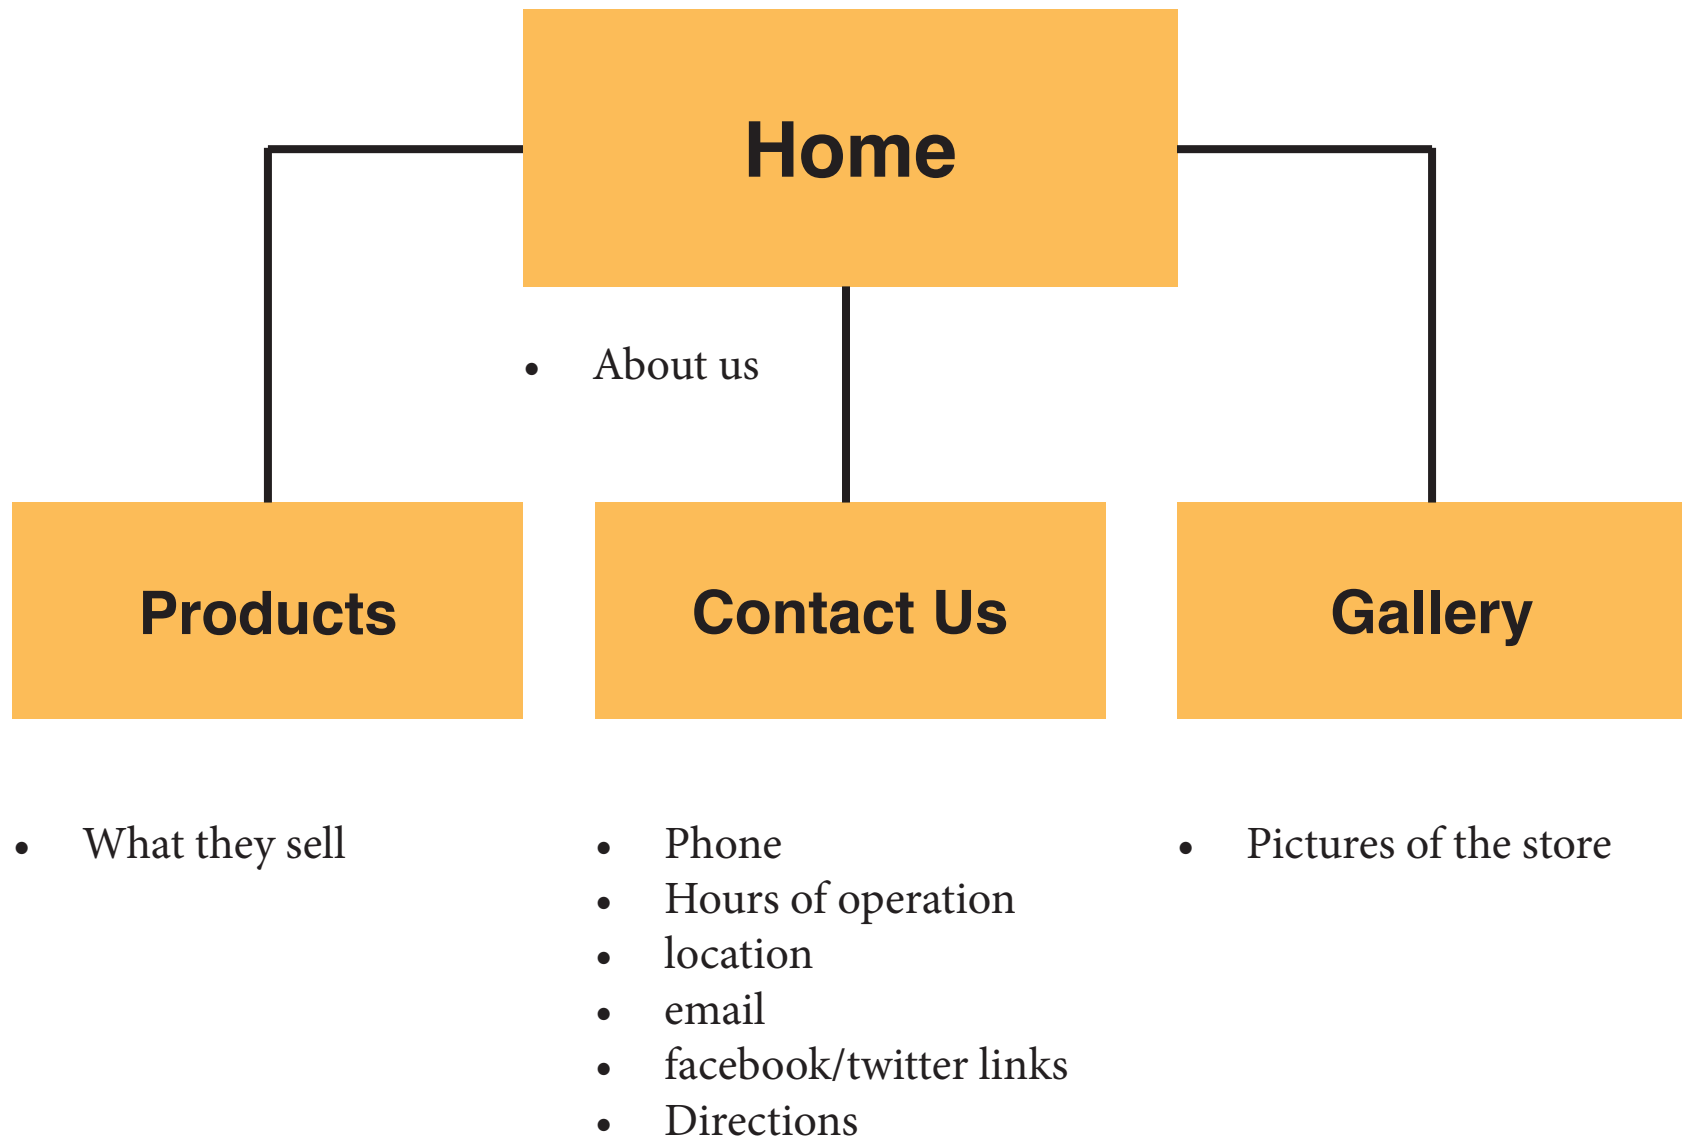 Home
• About us
Products
Contact Us
Gallery
• What they sell
• Phone
• Hours of operation
• location
• email
• facebook/twitter links
• Directions
• Pictures of the store